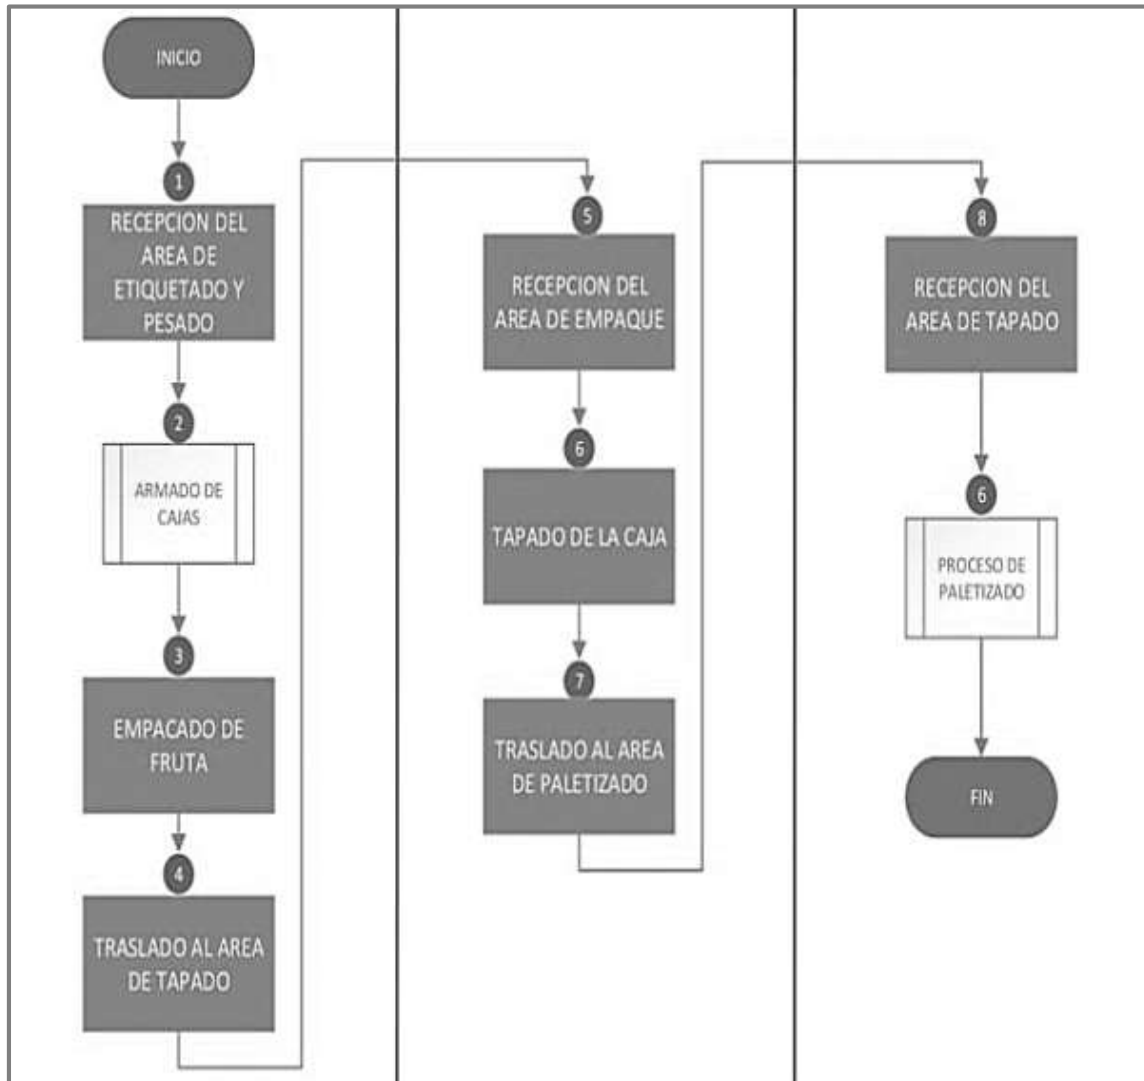 INICIO
1
RECEPCION DEL
AREA DE
ETIQUETADO Y
PESADO
2
ARMADO DE
CAJAS
3
EMPACADO DE
FRUTA
4
TRASLADO AL AREA
DE TAPADO
5
RECEPCION DEL
AREA DE EMPAQUE
6
TAPADO DE LA CAJA
7
TRASLADO AL AREA
DE PALETIZADO
8
RECEPCION DEL
AREA DE TAPADO
6
PROCESO DE
PALETIZADO
FIN